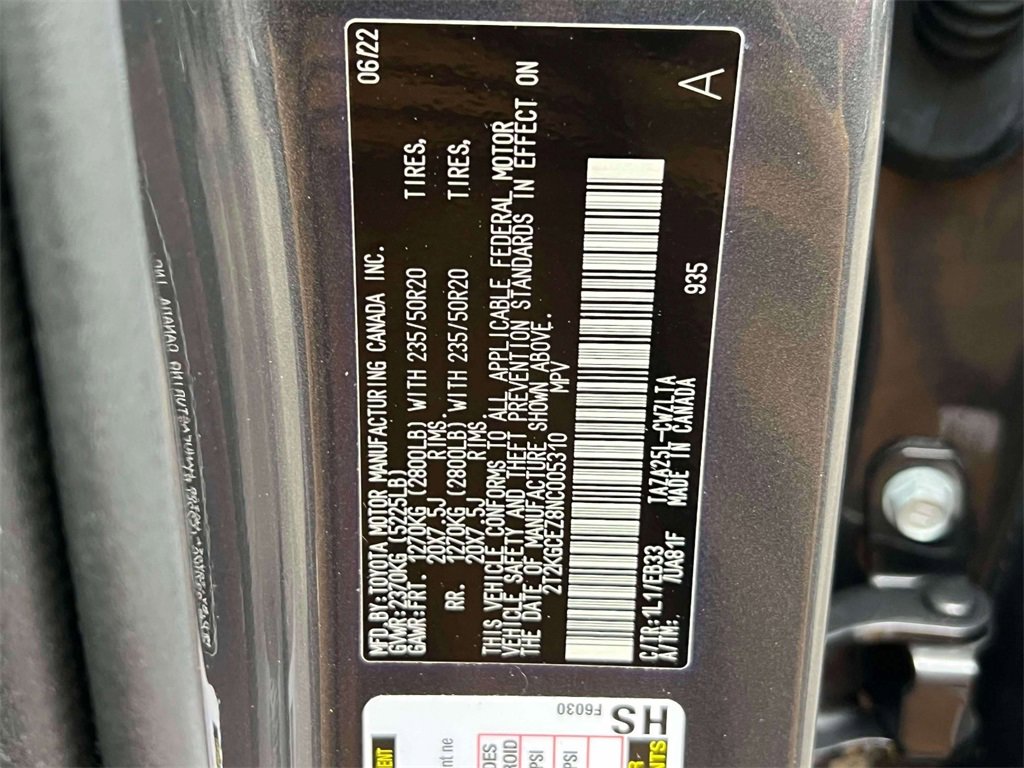 MFD.BY:TOYOTA MOTOR MANUFACTURING CANADA INC. 06/22
GVWR:2370KG (5225LB)
GAWR:FRT. 1270KG (2800LB) WITH 235/50R20 TIRES,
20X7.5J RIMS.
RR. 1270KG (2800LB) WITH 235/50R20 TIRES,
20X7.5J RIMS.
THIS VEHICLE CONFORMS TO ALL APPLICABLE FEDERAL MOTOR
VEHICLE SAFETY AND THEFT PREVENTION STANDARDS IN EFFECT ON
THE DATE OF MANUFACTURE SHOWN ABOVE.
2T2KGCEZ8NC005310 MPV
C/TR:1L1/EB33 TAZA25L-CWZLTA 935
A/TM: /UA81F MADE IN CANADA A
F6030
HS
PSI
PSI